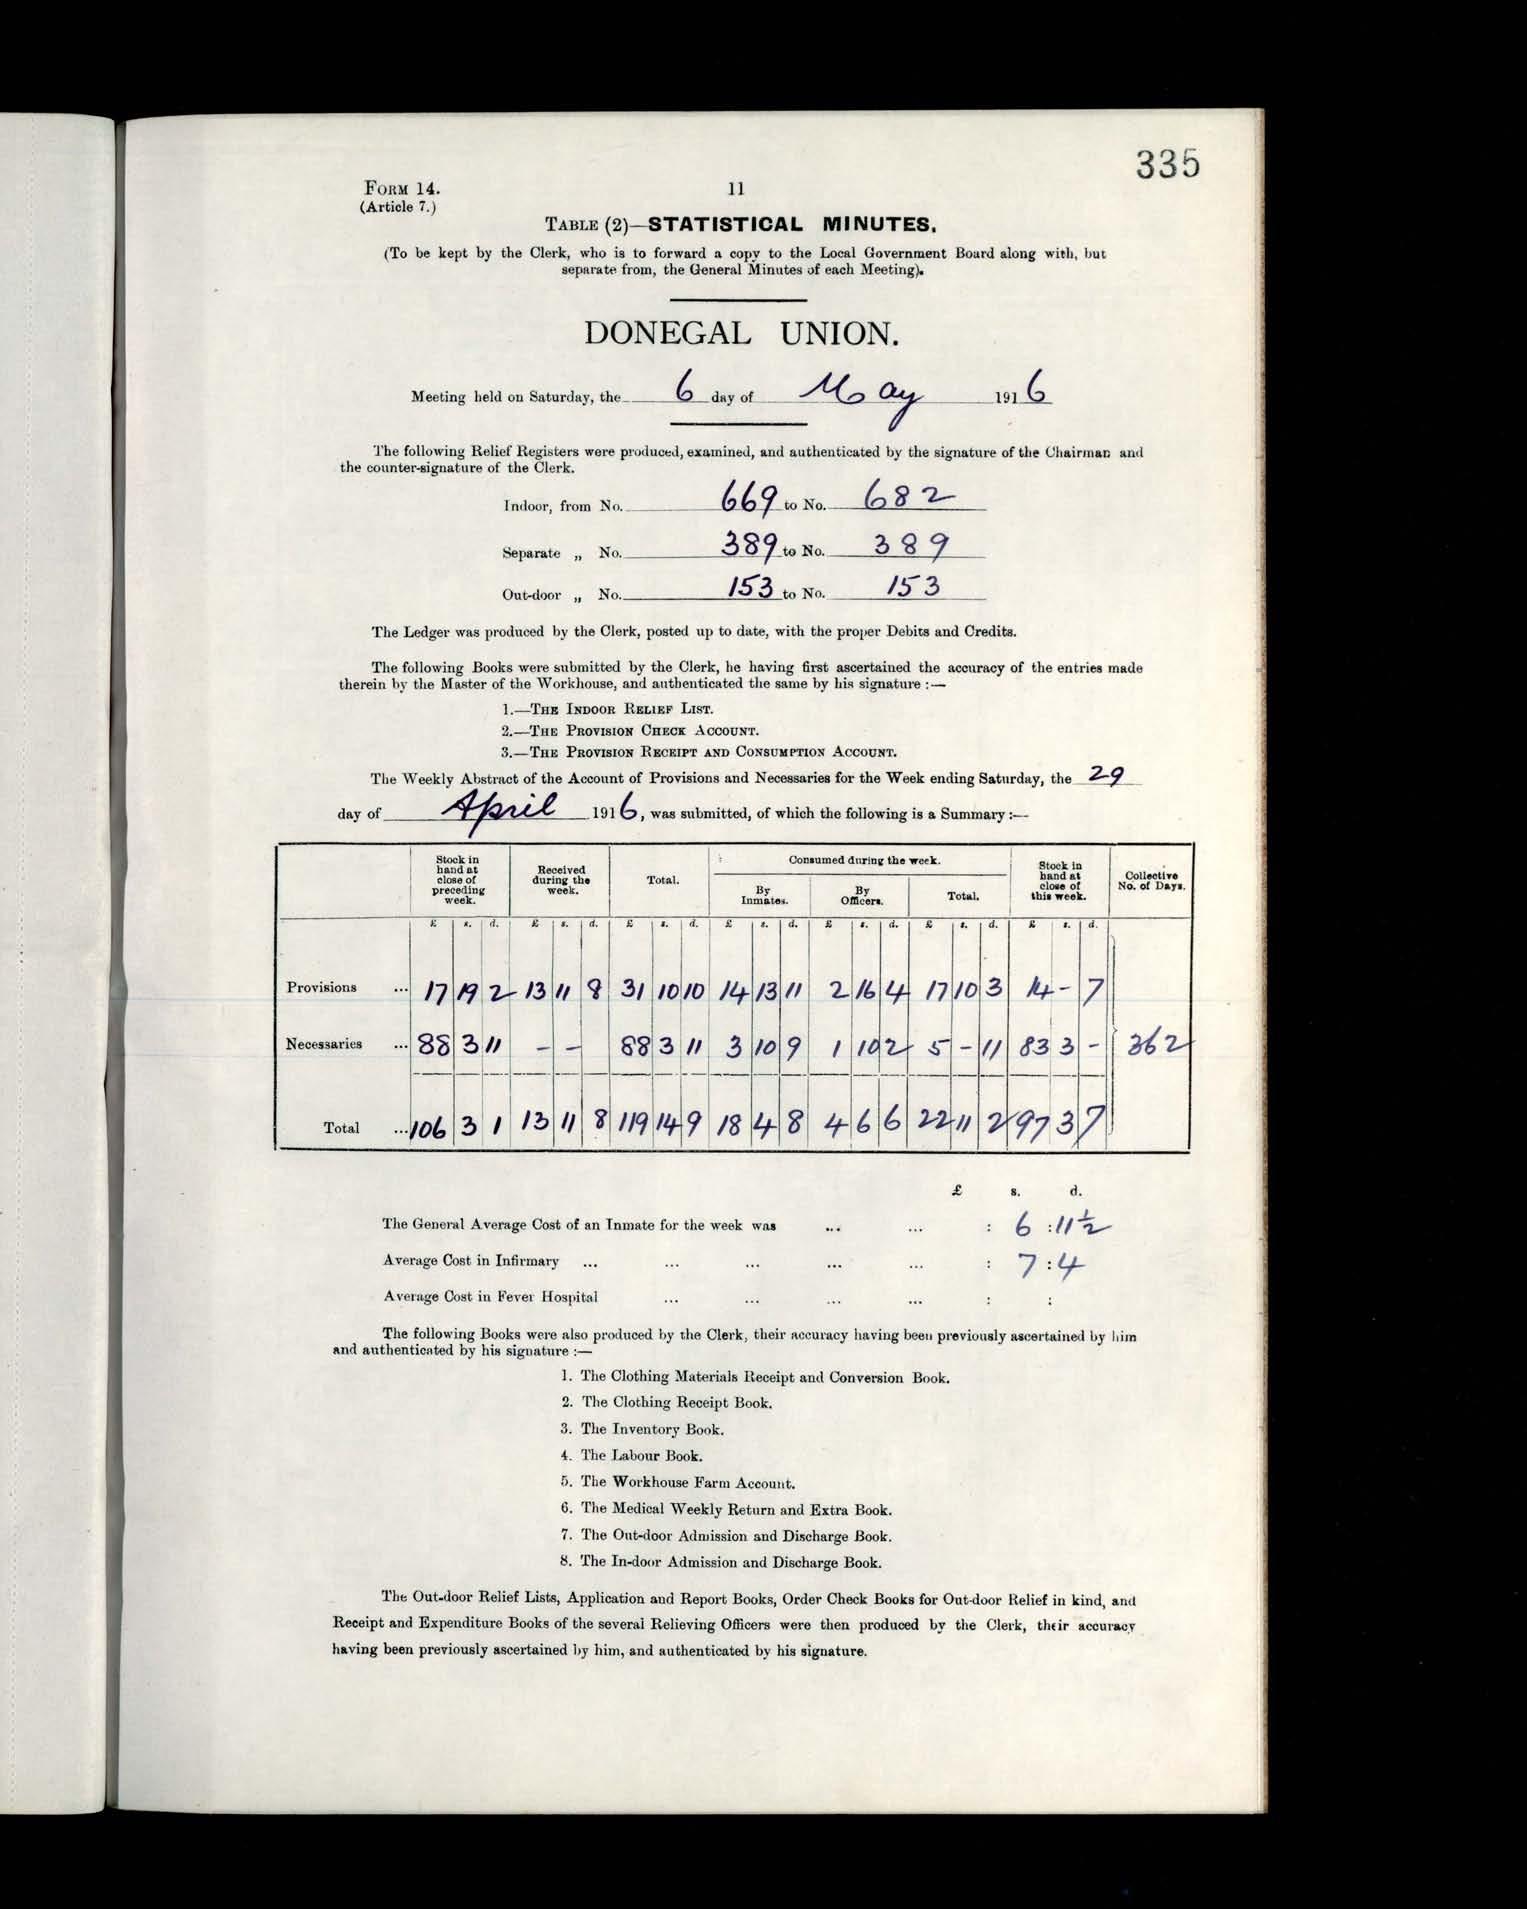 335
FORM 14.
11
(Article 7.)
TABLE (2)—STATISTICAL MINUTES.
(To be kept by the Clerk, who is to forward a copy to the Local Government Board along with, but
separate from, the General Minutes of each Meeting).
DONEGAL UNION.
Meeting held on Saturday, the 6 day of May 1916
The following Relief Registers were produced, examined, and authenticated by the signature of the Chairman and
the counter-signature of the Clerk.
Indoor, from No. 669 to No. 682
Separate „ No. 389 to No. 389
Out-door „ No. 153 to No. 153
The Ledger was produced by the Clerk, posted up to date, with the proper Debits and Credits.
The following Books were submitted by the Clerk, he having first ascertained the accuracy of the entries made
therein by the Master of the Workhouse, and authenticated the same by his signature :—
1.—THE INDOOR RELIEF LIST.
2.—THE PROVISION CHECK ACCOUNT.
3.—THE PROVISION RECEIPT AND CONSUMPTION ACCOUNT.
The Weekly Abstract of the Account of Provisions and Necessaries for the Week ending Saturday, the 29
day of April 1916, was submitted, of which the following is a Summary :—
Stock in hand at close of preceding week. Received during the week. Total. Consumed during the week. Stock in hand at close of this week. Collective No. of Days.
By Inmates. By Officers. Total.
£ s. d. £ s. d. £ s. d. £ s. d. £ s. d. £ s. d. £ s. d.
Provisions ... 17 19 2 13 11 8 31 10 10 14 13 11 2 16 4 17 10 3 14 - 7
Necessaries ... 88 3 11 - - 88 3 11 3 10 9 1 10 2 5 - 11 83 3 - 362
Total ... 106 3 1 13 11 8 119 14 9 18 4 8 4 6 6 22 11 2 97 3 7
£ s. d.
The General Average Cost of an Inmate for the week was ... ... : 6 : 11½
Average Cost in Infirmary ... ... ... ... ... : 7 : 4
Average Cost in Fever Hospital ... ... ... ... : :
The following Books were also produced by the Clerk, their accuracy having been previously ascertained by him
and authenticated by his signature :—
1. The Clothing Materials Receipt and Conversion Book.
2. The Clothing Receipt Book.
3. The Inventory Book.
4. The Labour Book.
5. The Workhouse Farm Account.
6. The Medical Weekly Return and Extra Book.
7. The Out-door Admission and Discharge Book.
8. The In-door Admission and Discharge Book.
The Out-door Relief Lists, Application and Report Books, Order Check Books for Out-door Relief in kind, and
Receipt and Expenditure Books of the several Relieving Officers were then produced by the Clerk, their accuracy
having been previously ascertained by him, and authenticated by his signature.